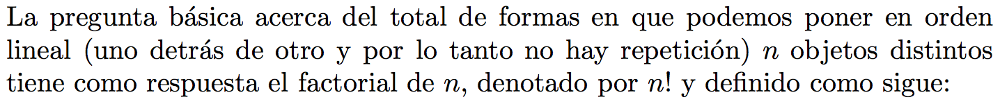 La pregunta básica acerca del total de formas en que podemos poner en orden
lineal (uno detrás de otro y por lo tanto no hay repetición) n objetos distintos
tiene como respuesta el factorial de n, denotado por n! y definido como sigue: